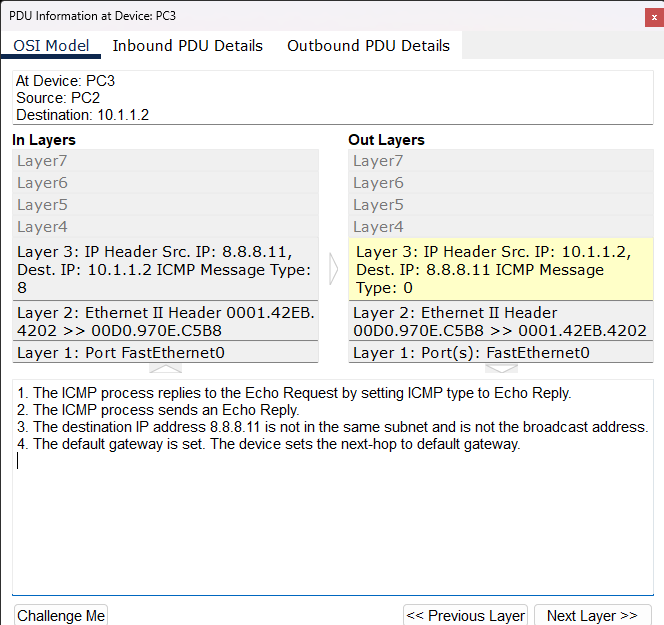 PDU Information at Device: PC3
x
OSI Model Inbound PDU Details Outbound PDU Details
At Device: PC3
Source: PC2
Destination: 10.1.1.2
In Layers
Layer7
Layer6
Layer5
Layer4
Layer 3: IP Header Src. IP: 8.8.8.11,
Dest. IP: 10.1.1.2 ICMP Message Type:
8
Layer 2: Ethernet II Header 0001.42EB.
4202 >> 00D0.970E.C5B8
Layer 1: Port FastEthernet0
Out Layers
Layer7
Layer6
Layer5
Layer4
Layer 3: IP Header Src. IP: 10.1.1.2,
Dest. IP: 8.8.8.11 ICMP Message
Type: 0
Layer 2: Ethernet II Header
00D0.970E.C5B8 >> 0001.42EB.4202
Layer 1: Port(s): FastEthernet0
1. The ICMP process replies to the Echo Request by setting ICMP type to Echo Reply.
2. The ICMP process sends an Echo Reply.
3. The destination IP address 8.8.8.11 is not in the same subnet and is not the broadcast address.
4. The default gateway is set. The device sets the next-hop to default gateway.
Challenge Me << Previous Layer Next Layer >>